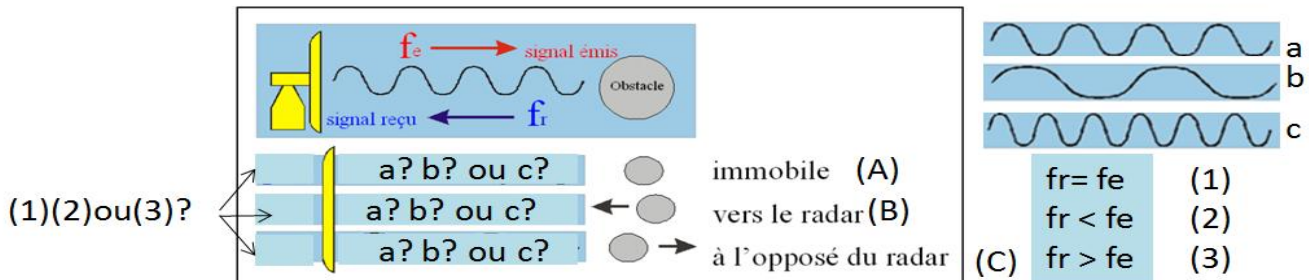 fe signal émis
Obstacle
signal reçu fr
a? b? ou c? immobile (A)
(1)(2)ou(3)? a? b? ou c? vers le radar(B)
a? b? ou c? à l'opposé du radar (C)
a
b
c
fr= fe (1)
fr < fe (2)
fr > fe (3)